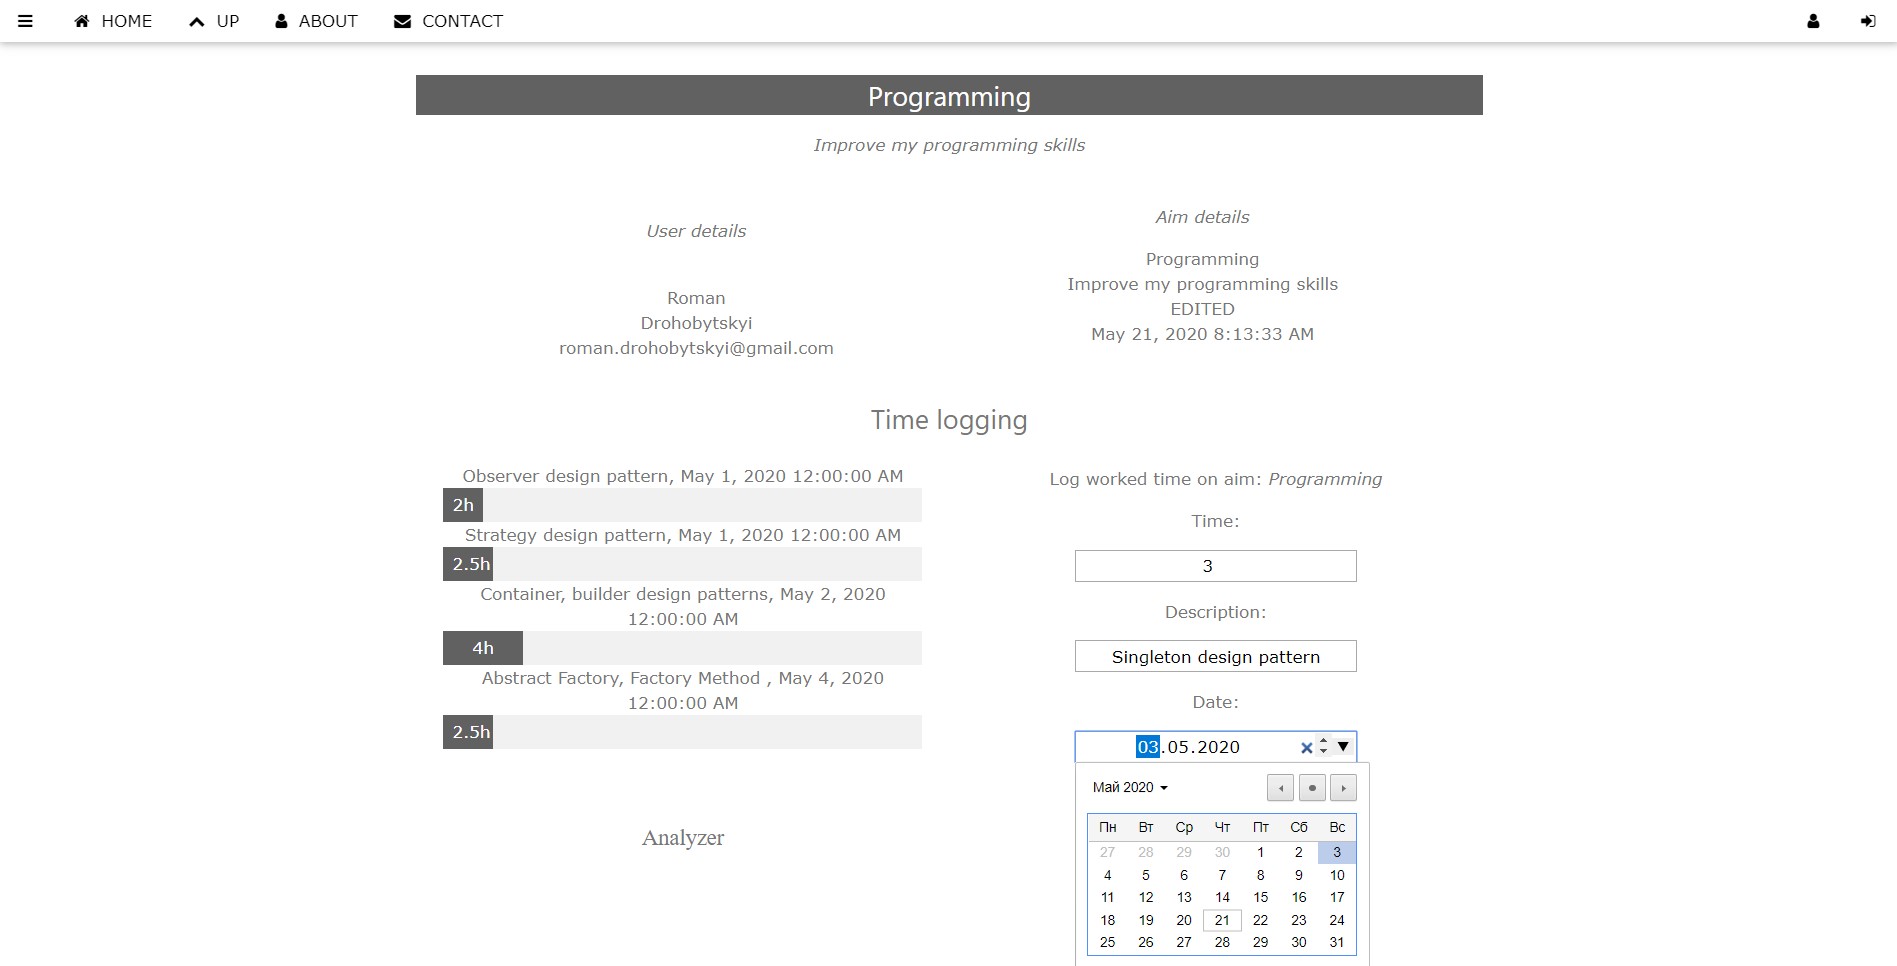 HOME UP ABOUT CONTACT
Programming
Improve my programming skills
User details
Roman
Drohobytskyi
roman.drohobytskyi@gmail.com
Aim details
Programming
Improve my programming skills
EDITED
May 21, 2020 8:13:33 AM
Time logging
Observer design pattern, May 1, 2020 12:00:00 AM
2h
Strategy design pattern, May 1, 2020 12:00:00 AM
2.5h
Container, builder design patterns, May 2, 2020
12:00:00 AM
4h
Abstract Factory, Factory Method , May 4, 2020
12:00:00 AM
2.5h
Analyzer
Log worked time on aim: Programming
Time:
3
Description:
Singleton design pattern
Date:
03.05.2020
Май 2020
Пн Вт Ср Чт Пт Сб Вс
27 28 29 30 1 2 3
4 5 6 7 8 9 10
11 12 13 14 15 16 17
18 19 20 21 22 23 24
25 26 27 28 29 30 31